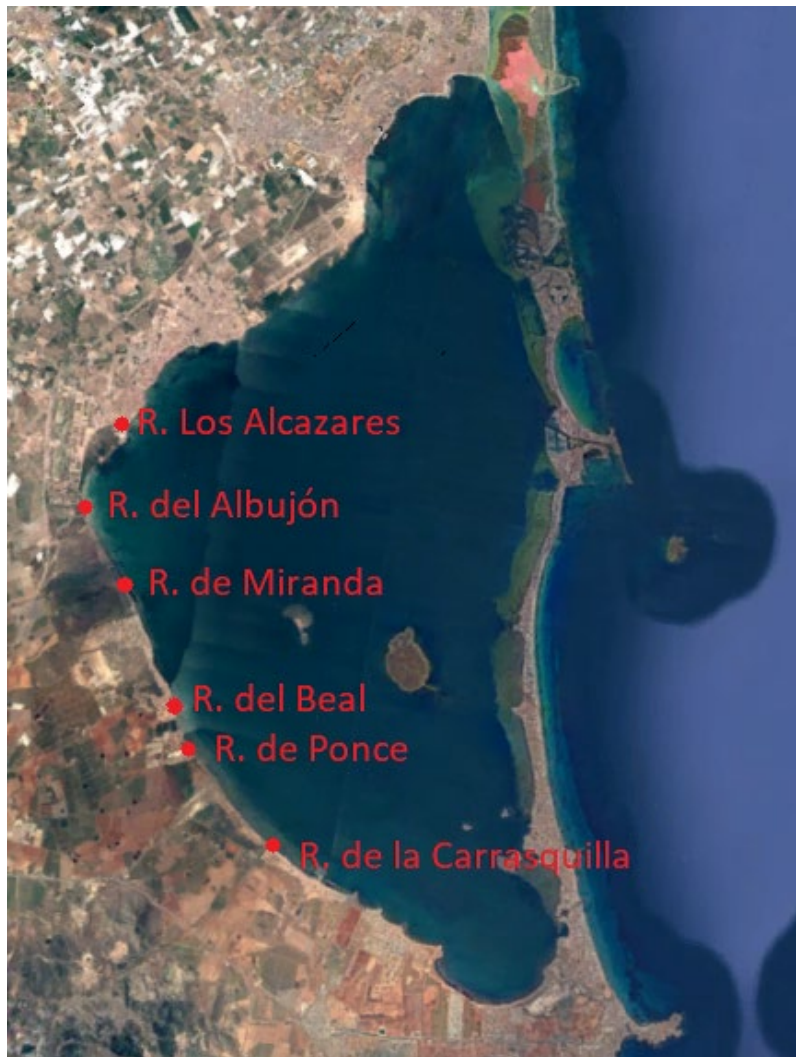 R. Los Alcazares
R. del Albujón
R. de Miranda
R. del Beal
R. de Ponce
R. de la Carrasquilla